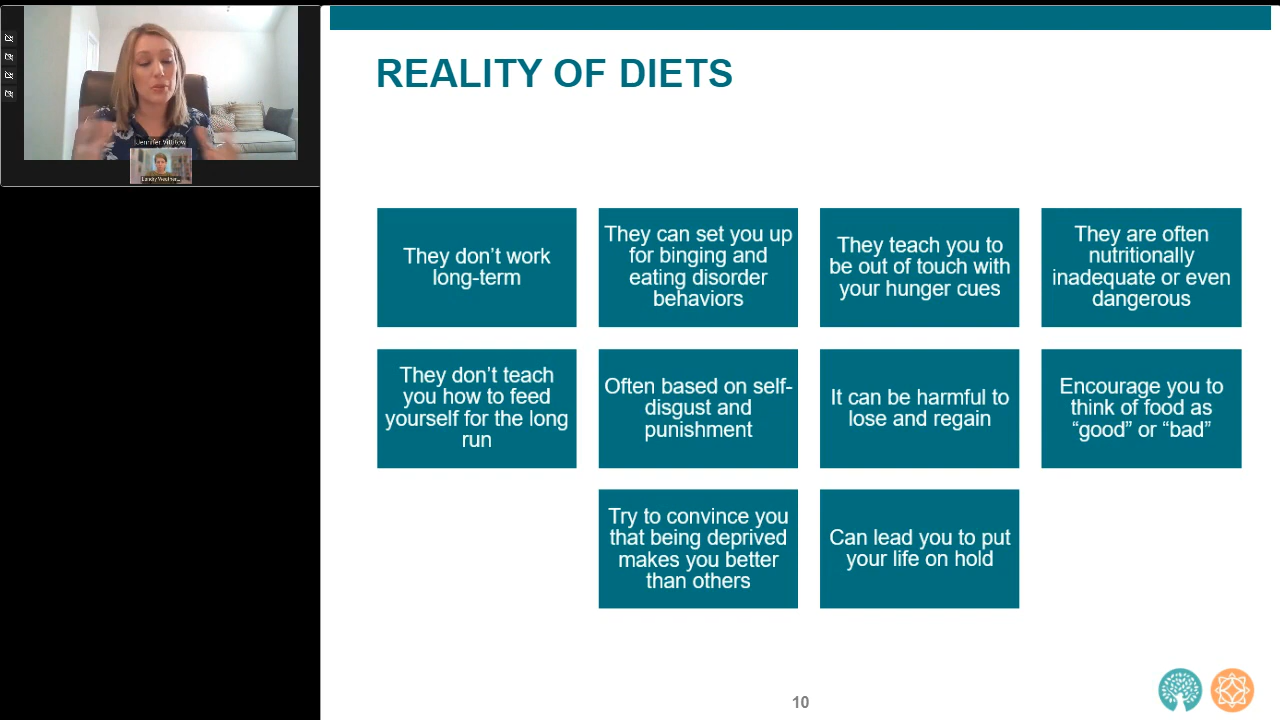 REALITY OF DIETS
They don’t work
long-term
They can set you up
for binging and
eating disorder
behaviors
They teach you to
be out of touch with
your hunger cues
They are often
nutritionally
inadequate or even
dangerous
They don’t teach
you how to feed
yourself for the long
run
Often based on self-
disgust and
punishment
It can be harmful to
lose and regain
Encourage you to
think of food as
“good” or “bad”
Try to convince you
that being deprived
makes you better
than others
Can lead you to put
your life on hold
10
Jennifer
Landry